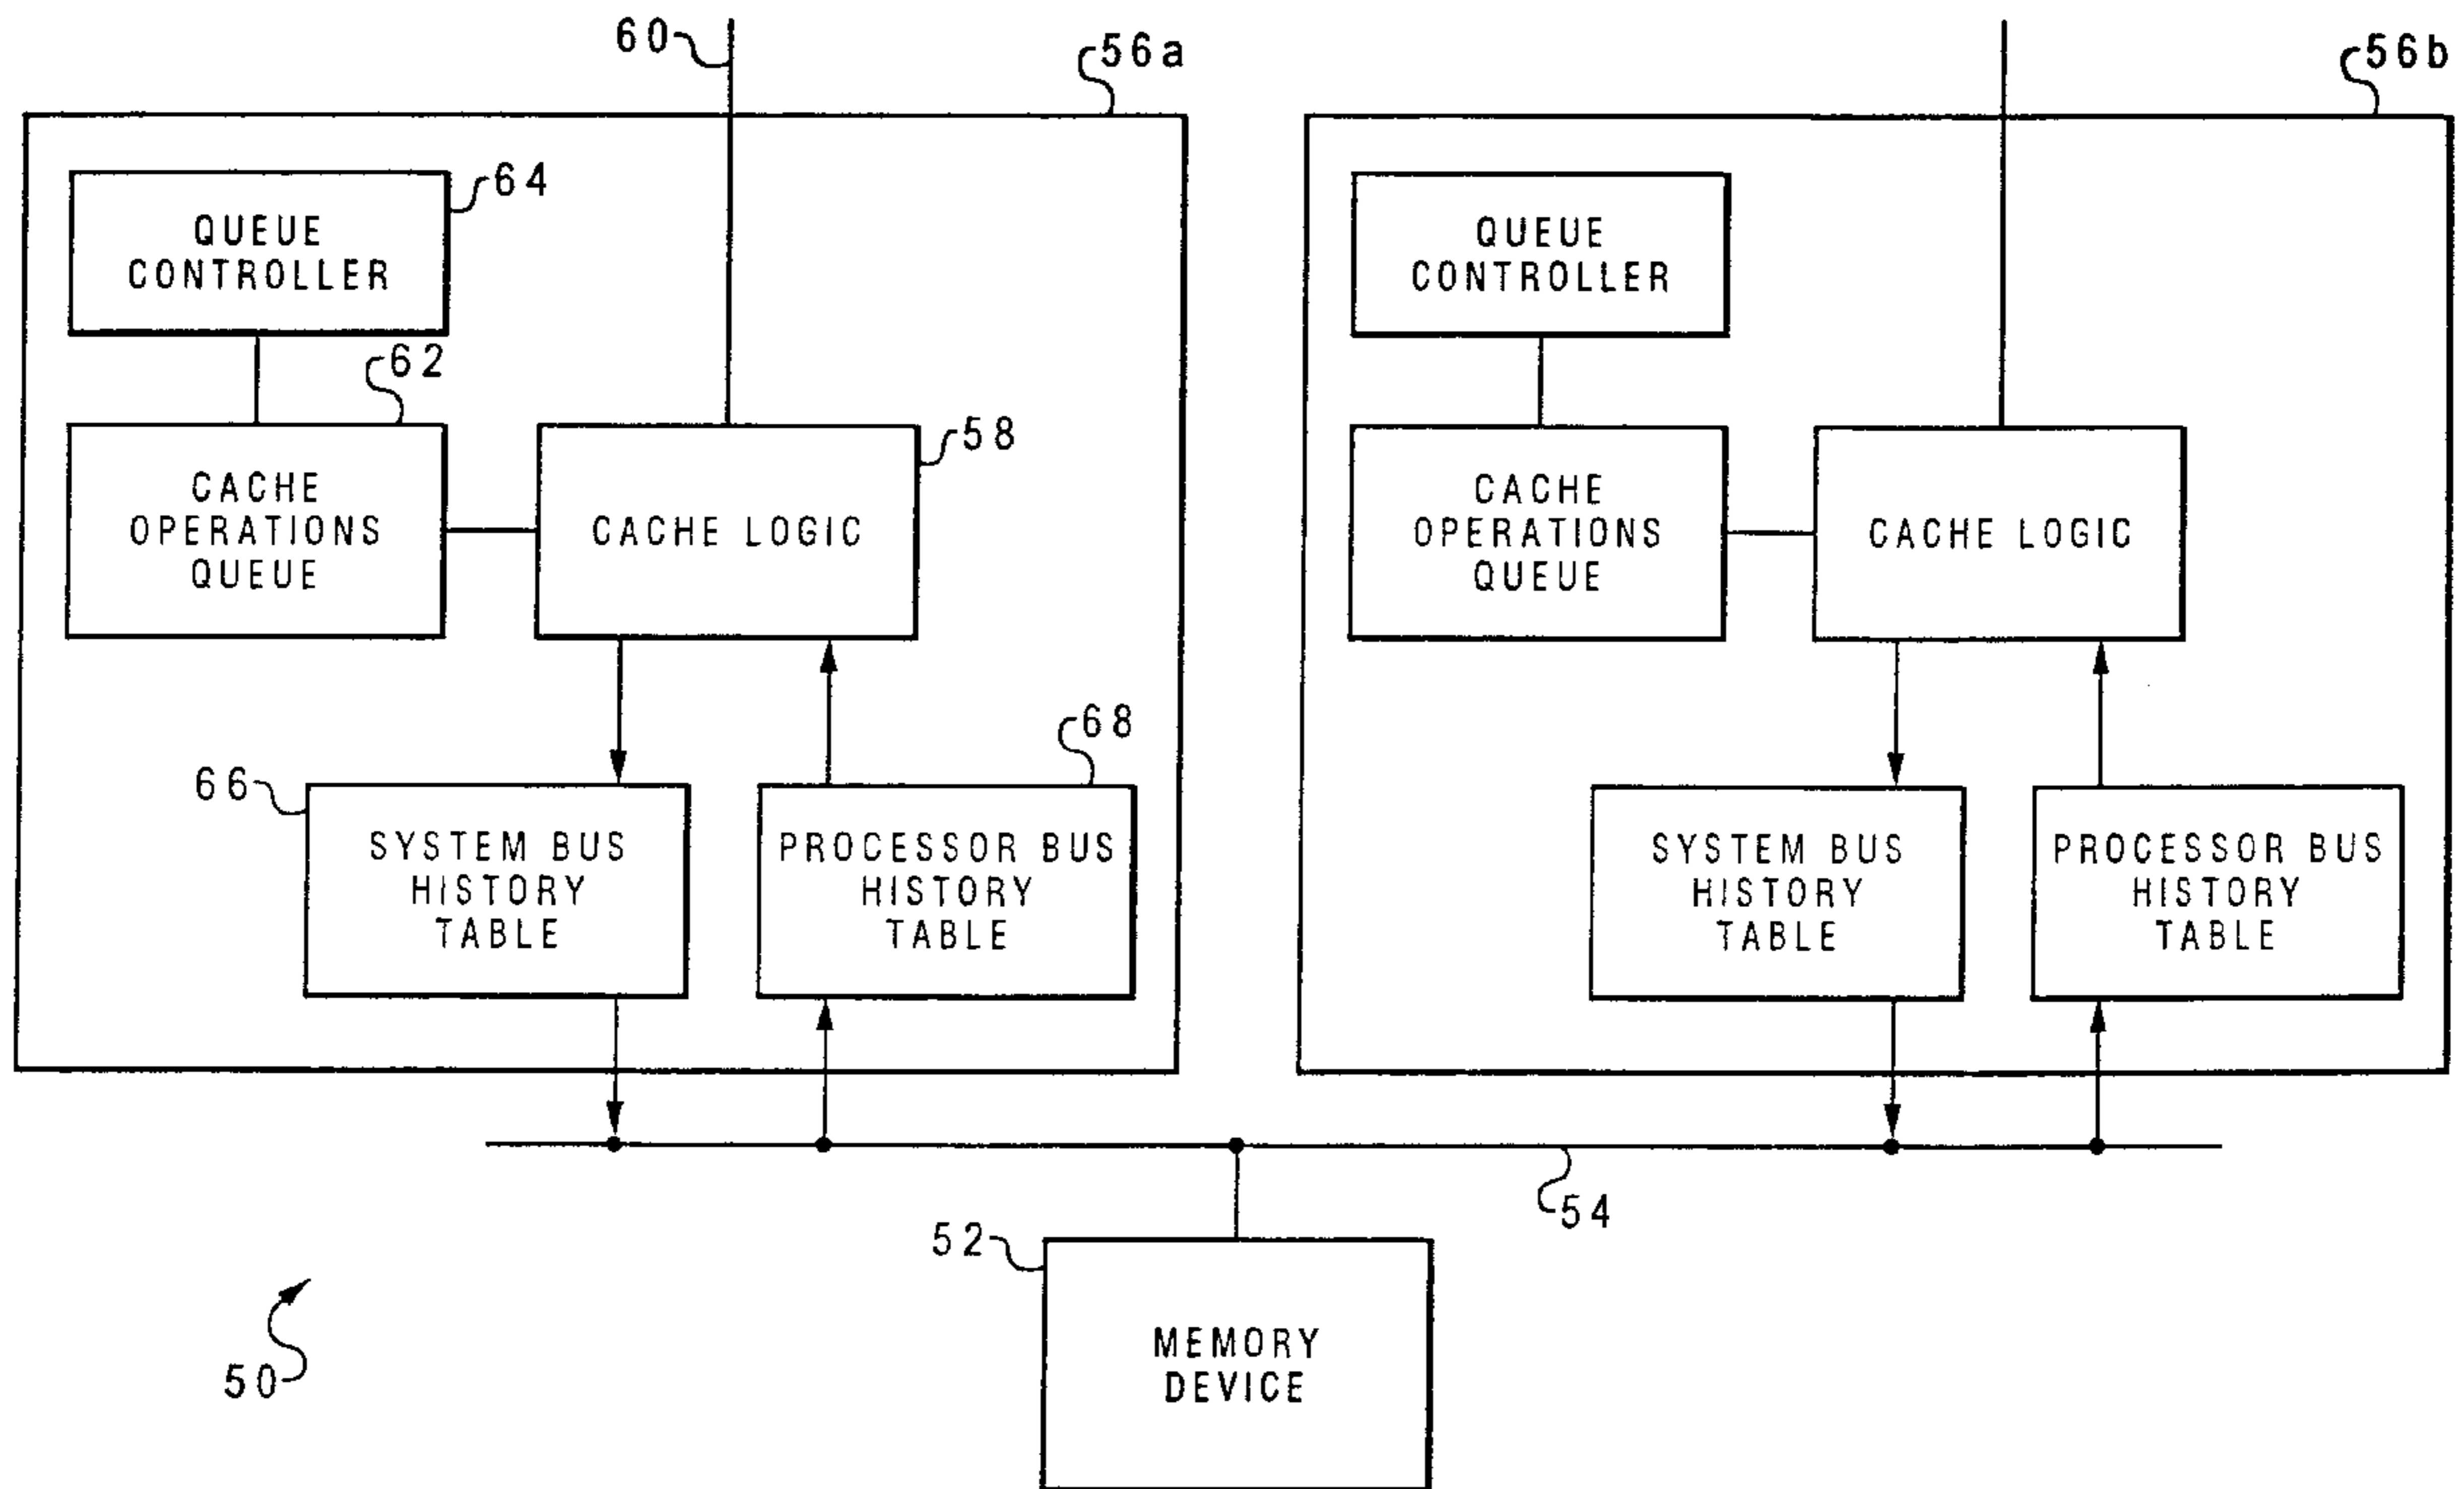 60
56a
56b
64
QUEUE
CONTROLLER
QUEUE
CONTROLLER
62
58
CACHE
OPERATIONS
QUEUE
CACHE LOGIC
CACHE
OPERATIONS
QUEUE
CACHE LOGIC
68
66
SYSTEM BUS
HISTORY
TABLE
PROCESSOR BUS
HISTORY
TABLE
SYSTEM BUS
HISTORY
TABLE
PROCESSOR BUS
HISTORY
TABLE
54
52
MEMORY
DEVICE
50